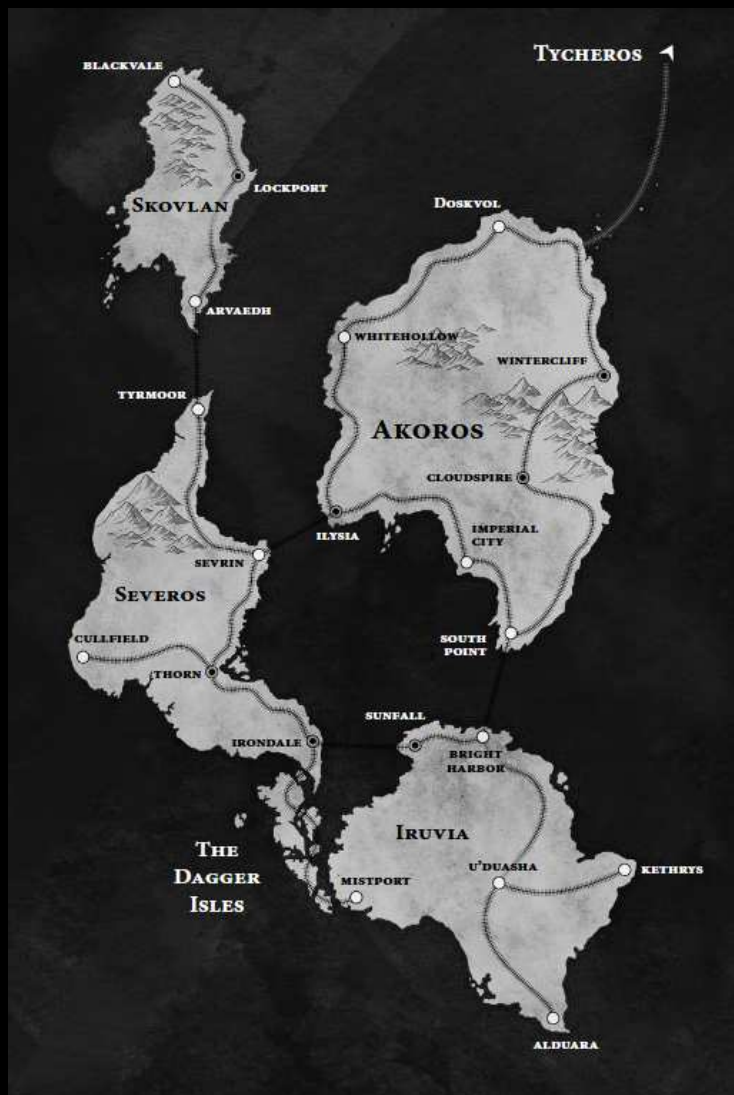 Tycheros
BLACKVALE
LOCKPORT
Skovlan
Doskvol
ARVAEDH
WHITEHOLLOW
WINTERCLIFF
TYRMOOR
Akoros
CLOUDSPIRE
ILYSIA
IMPERIAL
CITY
SEVRIN
Severos
CULLFIELD
SOUTH
POINT
THORN
SUNFALL
IRONDALE
BRIGHT
HARBOR
Iruvia
The
Dagger
Isles
U'DUASHA
KETHRYS
MISTPORT
ALDUARA